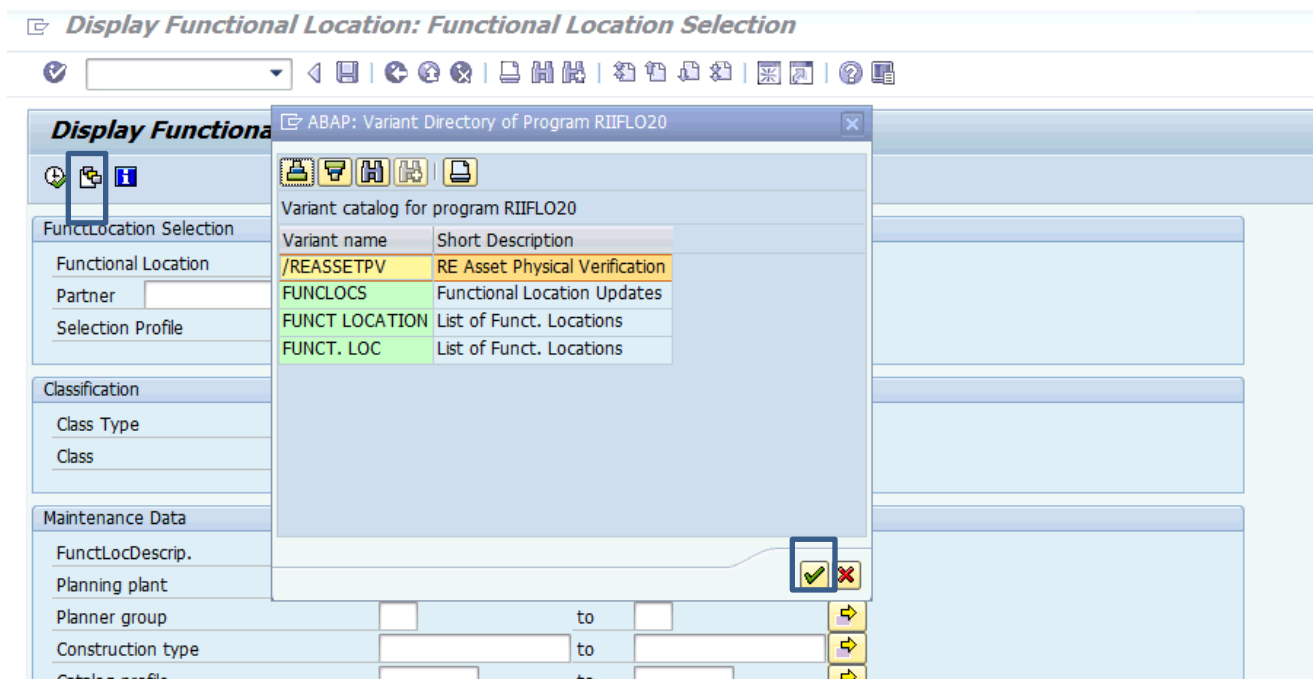 Display Functional Location: Functional Location Selection
Display Functiona
ABAP: Variant Directory of Program RIIFLO20
Variant catalog for program RIIFLO20
Variant name Short Description
/REASSETPV RE Asset Physical Verification
FUNCLOCS Functional Location Updates
FUNCT LOCATION List of Funct. Locations
FUNCT. LOC List of Funct. Locations
FunctLocation Selection
Functional Location
Partner
Selection Profile
Classification
Class Type
Class
Maintenance Data
FunctLocDescrip.
Planning plant
Planner group to
Construction type to